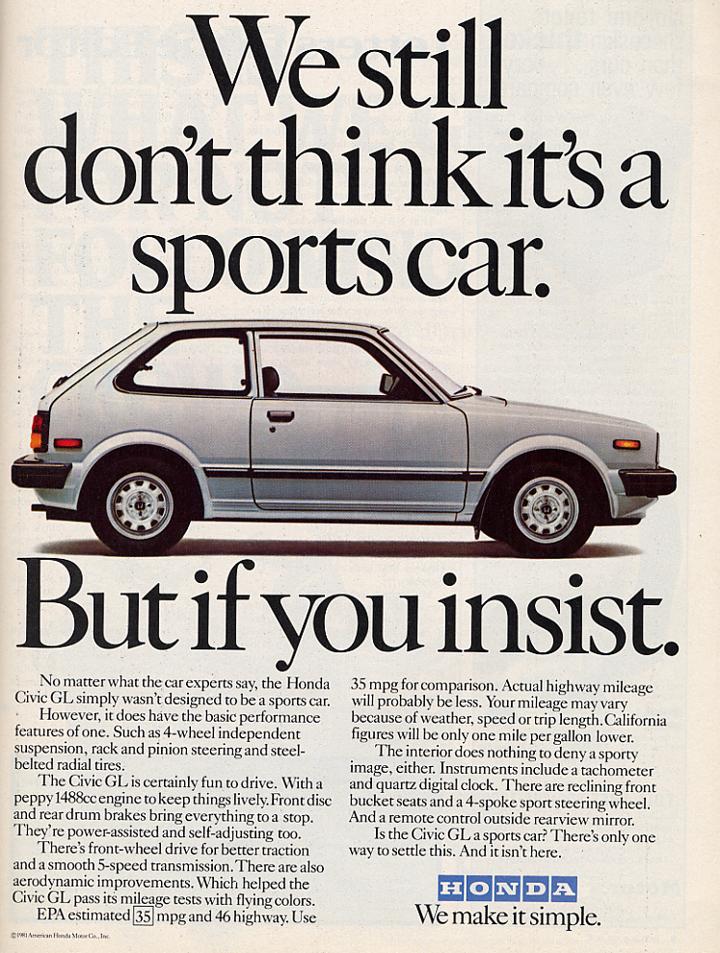 We still
don't think it's a
sports car.
But if you insist.
No matter what the car experts say, the Honda
Civic GL simply wasn't designed to be a sports car.
However, it does have the basic performance
features of one. Such as 4-wheel independent
suspension, rack and pinion steering and steel-
belted radial tires.
The Civic GL is certainly fun to drive. With a
peppy 1488cc engine to keep things lively. Front disc
and rear drum brakes bring everything to a stop.
They're power-assisted and self-adjusting too.
There's front-wheel drive for better traction
and a smooth 5-speed transmission. There are also
aerodynamic improvements. Which helped the
Civic GL pass its mileage tests with flying colors.
EPA estimated 35 mpg and 46 highway. Use
35 mpg for comparison. Actual highway mileage
will probably be less. Your mileage may vary
because of weather, speed or trip length. California
figures will be only one mile per gallon lower.
The interior does nothing to deny a sporty
image, either. Instruments include a tachometer
and quartz digital clock. There are reclining front
bucket seats and a 4-spoke sport steering wheel.
And a remote control outside rearview mirror.
Is the Civic GL a sports car? There's only one
way to settle this. And it isn't here.
HONDA
We make it simple.
©1981 American Honda Motor Co., Inc.